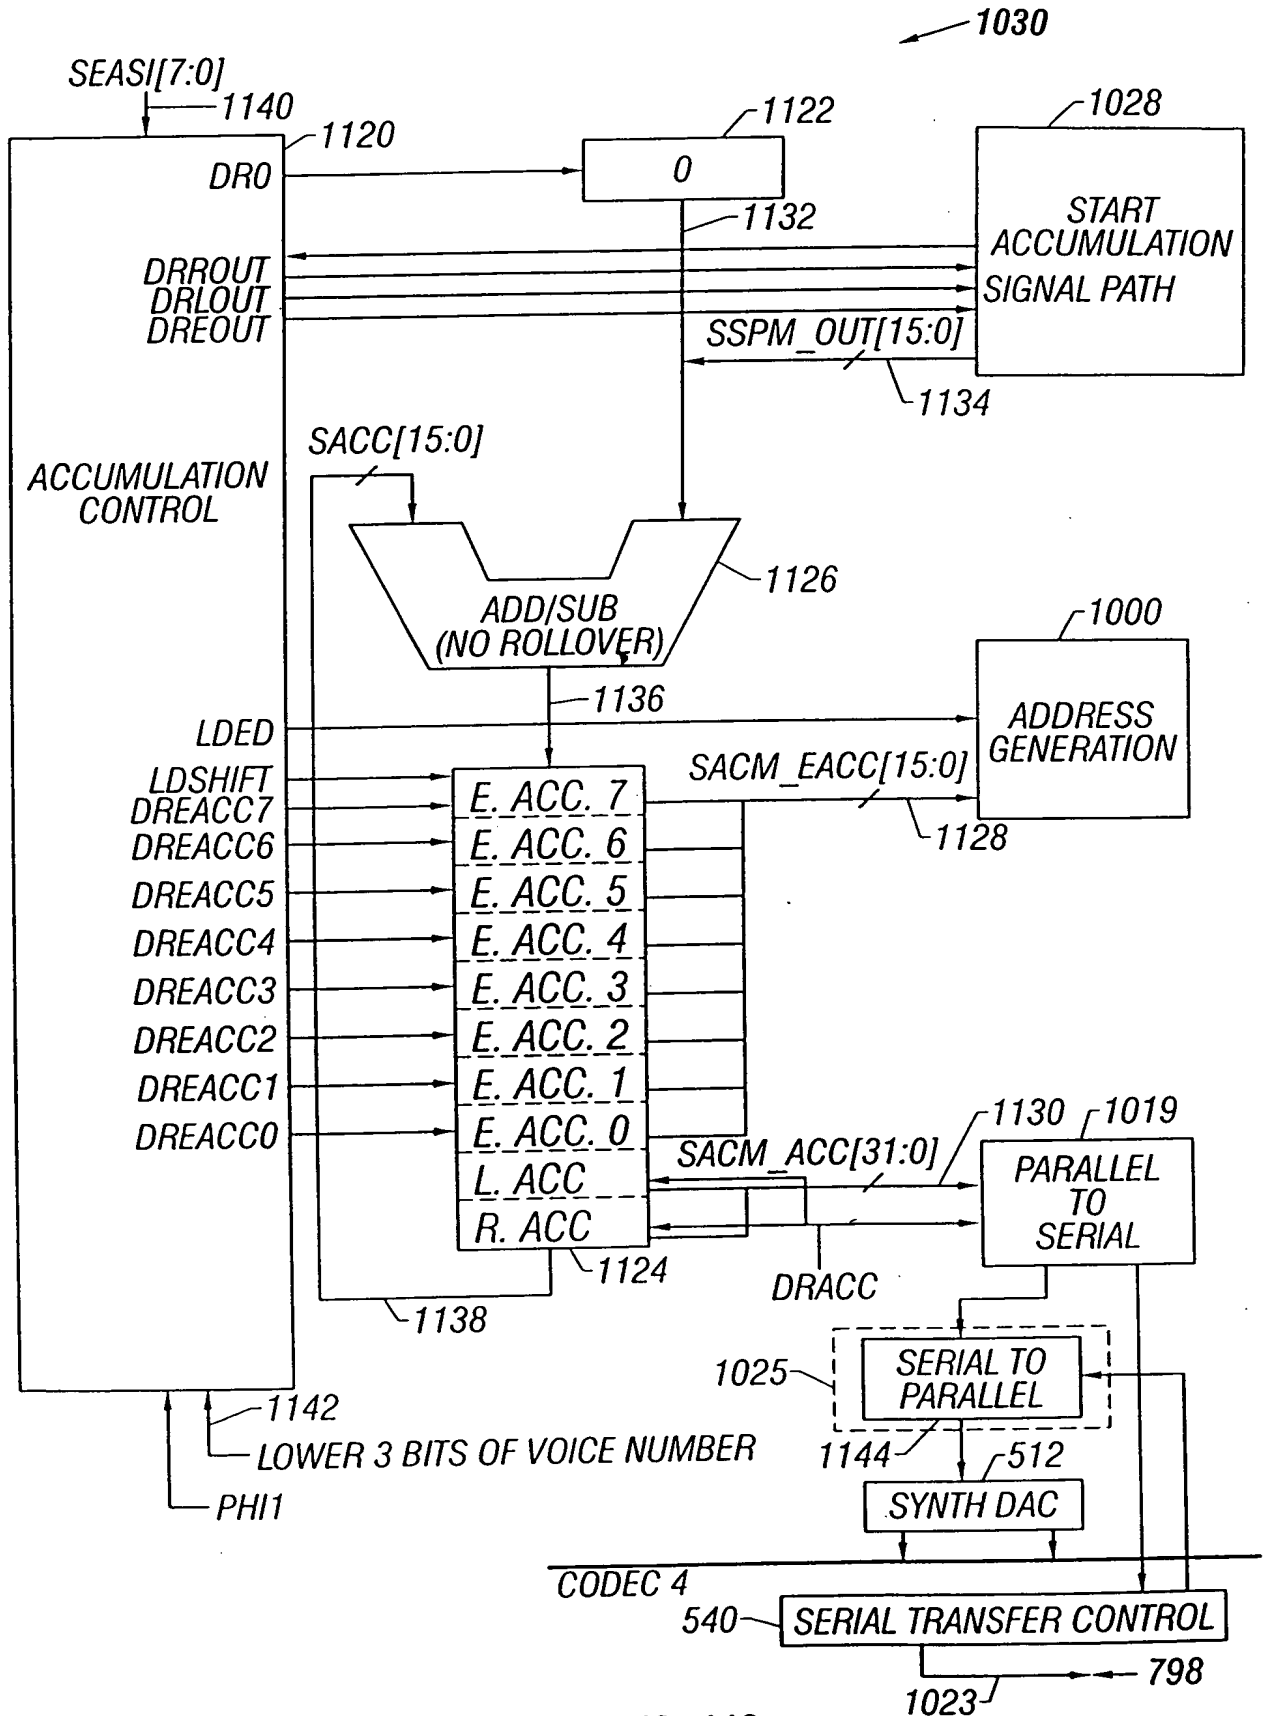 1030
SEASI[7:0]
1140
1120
1122
1028
DR0
0
1132
START
ACCUMULATION
SIGNAL PATH
DRROUT
DRLOUT
DREOUT
SSPM_OUT[15:0]
1134
SACC[15:0]
ACCUMULATION
CONTROL
1126
ADD/SUB
(NO ROLLOVER)
1000
1136
ADDRESS
GENERATION
LDED
LDSHIFT
SACM_EACC[15:0]
1128
DREACC7
E. ACC. 7
DREACC6
E. ACC. 6
DREACC5
E. ACC. 5
DREACC4
E. ACC. 4
DREACC3
E. ACC. 3
DREACC2
E. ACC. 2
DREACC1
E. ACC. 1
DREACC0
E. ACC. 0
L. ACC
R. ACC
SACM_ACC[31:0]
1130
1019
PARALLEL
TO
SERIAL
1124
DRACC
1138
1025
SERIAL TO
PARALLEL
1142
LOWER 3 BITS OF VOICE NUMBER
1144
512
PHI1
SYNTH DAC
CODEC 4
540
SERIAL TRANSFER CONTROL
798
1023